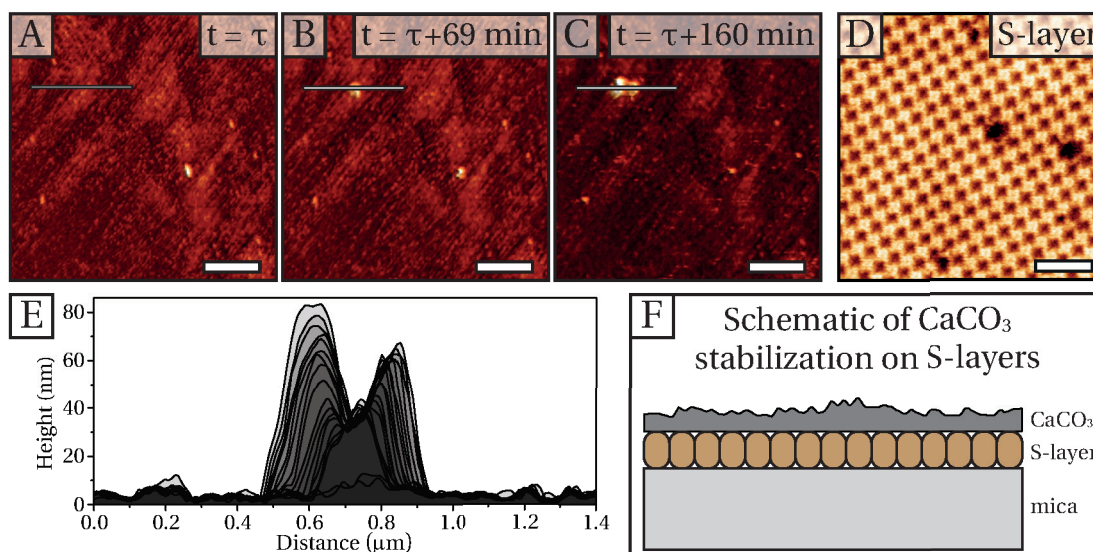 A
t = τ
B
t = τ+69 min
C
t = τ+160 min
D
S-layer
E
Height (nm)
80
60
40
20
0
0.0 0.2 0.4 0.6 0.8 1.0 1.2 1.4
Distance (μm)
F
Schematic of CaCO₃
stabilization on S-layers
CaCO₃
S-layer
mica